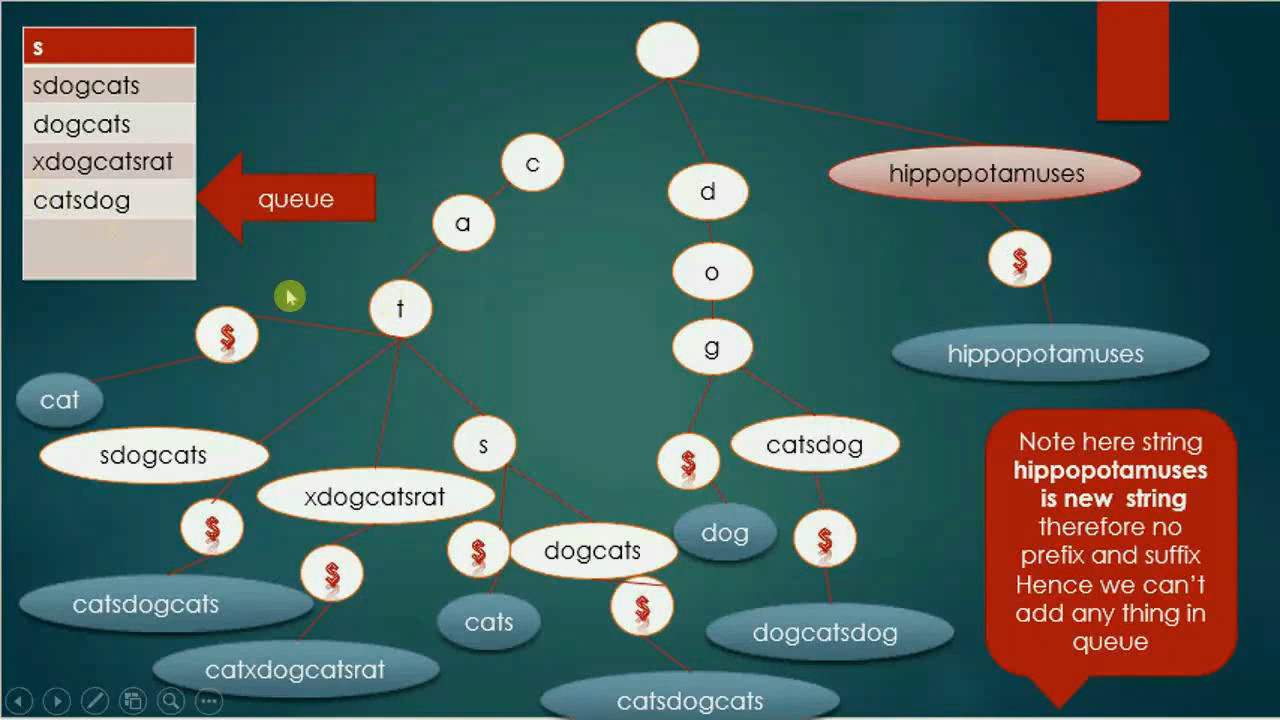 s
sdogcats
dogcats
xdogcatsrat
catsdog
queue
c
a
t
$
cat
sdogcats
$
catsdogcats
xdogcatsrat
$
catxdogcatsrat
s
$
cats
dogcats
$
catsdogcats
d
o
g
$
dog
catsdog
$
dogcatsdog
hippopotamuses
$
hippopotamuses
Note here string
hippopotamuses
is new string
therefore no
prefix and suffix
Hence we can't
add any thing in
queue